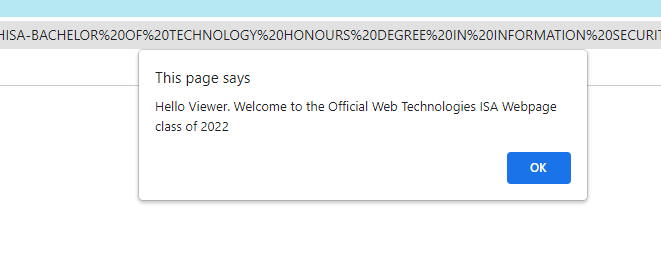 HISA-BACHELOR%20OF%20TECHNOLOGY%20HONOURS%20DEGREE%20IN%20INFORMATION%20SECURIT
This page says
Hello Viewer. Welcome to the Official Web Technologies ISA Webpage
class of 2022
OK